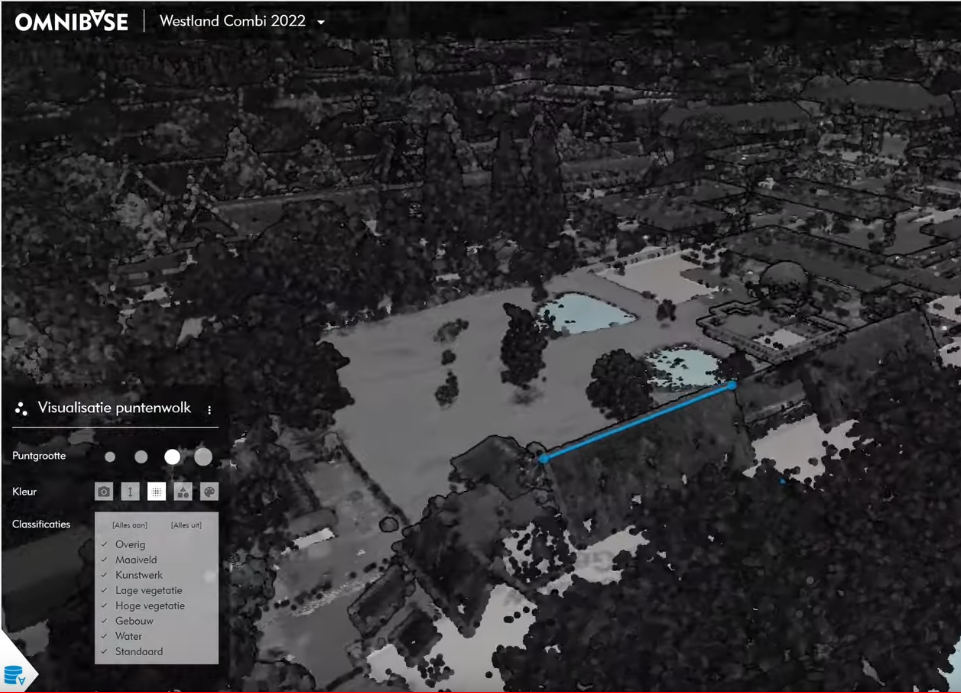 OMNIBASE
Westland Combi 2022
Visualisatie puntenwolk
Puntgrootte
Kleur
Classificaties
[Alles aan] [Alles uit]
Overig
Maaiveld
Kunstwerk
Lage vegetatie
Hoge vegetatie
Gebouw
Water
Standaard